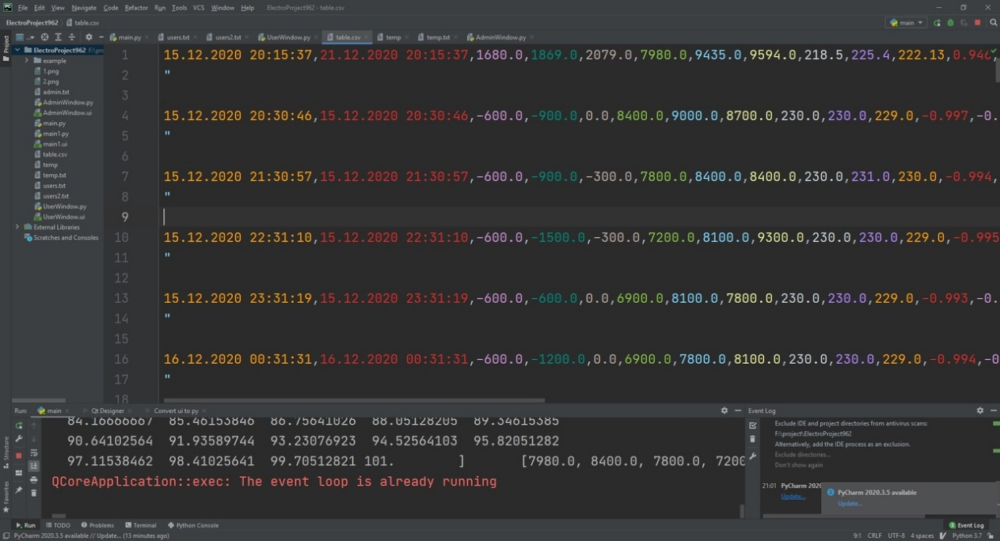 File Edit View Navigate Code Refactor Run Tools VCS Window Help ElectroProject962 - table.csv
ElectroProject962 > table.csv
main
Project
main.py users.txt users2.txt UserWindow.py table.csv temp temp.txt AdminWindow.py
ElectroProject962
example
1.png
2.png
admin.txt
AdminWindow.py
AdminWindow.ui
main.py
main1.py
main1.ui
table.csv
temp
temp.txt
users.txt
users2.txt
UserWindow.py
UserWindow.ui
External Libraries
Scratches and Consoles
1 15.12.2020 20:15:37,21.12.2020 20:15:37,1680.0,1869.0,2079.0,7980.0,9435.0,9594.0,218.5,225.4,222.13,0.946,
2 "
3
4 15.12.2020 20:30:46,15.12.2020 20:30:46,-600.0,-900.0,0.0,8400.0,9000.0,8700.0,230.0,230.0,229.0,-0.997,-0.
5 "
6
7 15.12.2020 21:30:57,15.12.2020 21:30:57,-600.0,-900.0,-300.0,7800.0,8400.0,8400.0,230.0,231.0,230.0,-0.994,
8 "
9
10 15.12.2020 22:31:10,15.12.2020 22:31:10,-600.0,-1500.0,-300.0,7200.0,8100.0,9300.0,230.0,230.0,229.0,-0.995
11 "
12
13 15.12.2020 23:31:19,15.12.2020 23:31:19,-600.0,-600.0,0.0,6900.0,8100.0,7800.0,230.0,230.0,229.0,-0.993,-0.
14 "
15
16 16.12.2020 00:31:31,16.12.2020 00:31:31,-600.0,-1200.0,0.0,6900.0,7800.0,8100.0,230.0,230.0,229.0,-0.994,-0
17 "
18
Run: main Qt Designer Convert ui to py
84.16666667 85.46153846 86.75641026 88.05128205 89.34615385
90.64102564 91.93589744 93.23076923 94.52564103 95.82051282
97.11538462 98.41025641 99.70512821 101. ] [7980.0, 8400.0, 7800.0, 7200
QCoreApplication::exec: The event loop is already running
Structure
Favorites
Event Log
Exclude IDE and project directories from antivirus scans:
F:\project\ElectroProject962
Alternatively, add the IDE process as an exclusion.
Exclude directories...
Don't show again
21:01 PyCharm 202
Update...
PyCharm 2020.3.5 available
Update...
Run TODO Problems Terminal Python Console Event Log
PyCharm 2020.3.5 available // Update... (13 minutes ago) 9:1 CRLF UTF-8 4 spaces Python 3.7